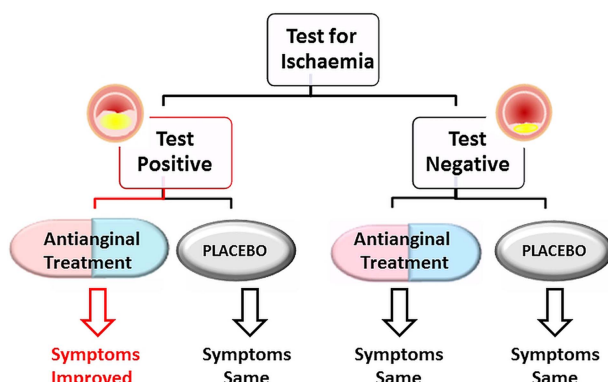 Test for
Ischaemia
Test
Positive
Test
Negative
Antianginal
Treatment
PLACEBO
Antianginal
Treatment
PLACEBO
Symptoms
Improved
Symptoms
Same
Symptoms
Same
Symptoms
Same